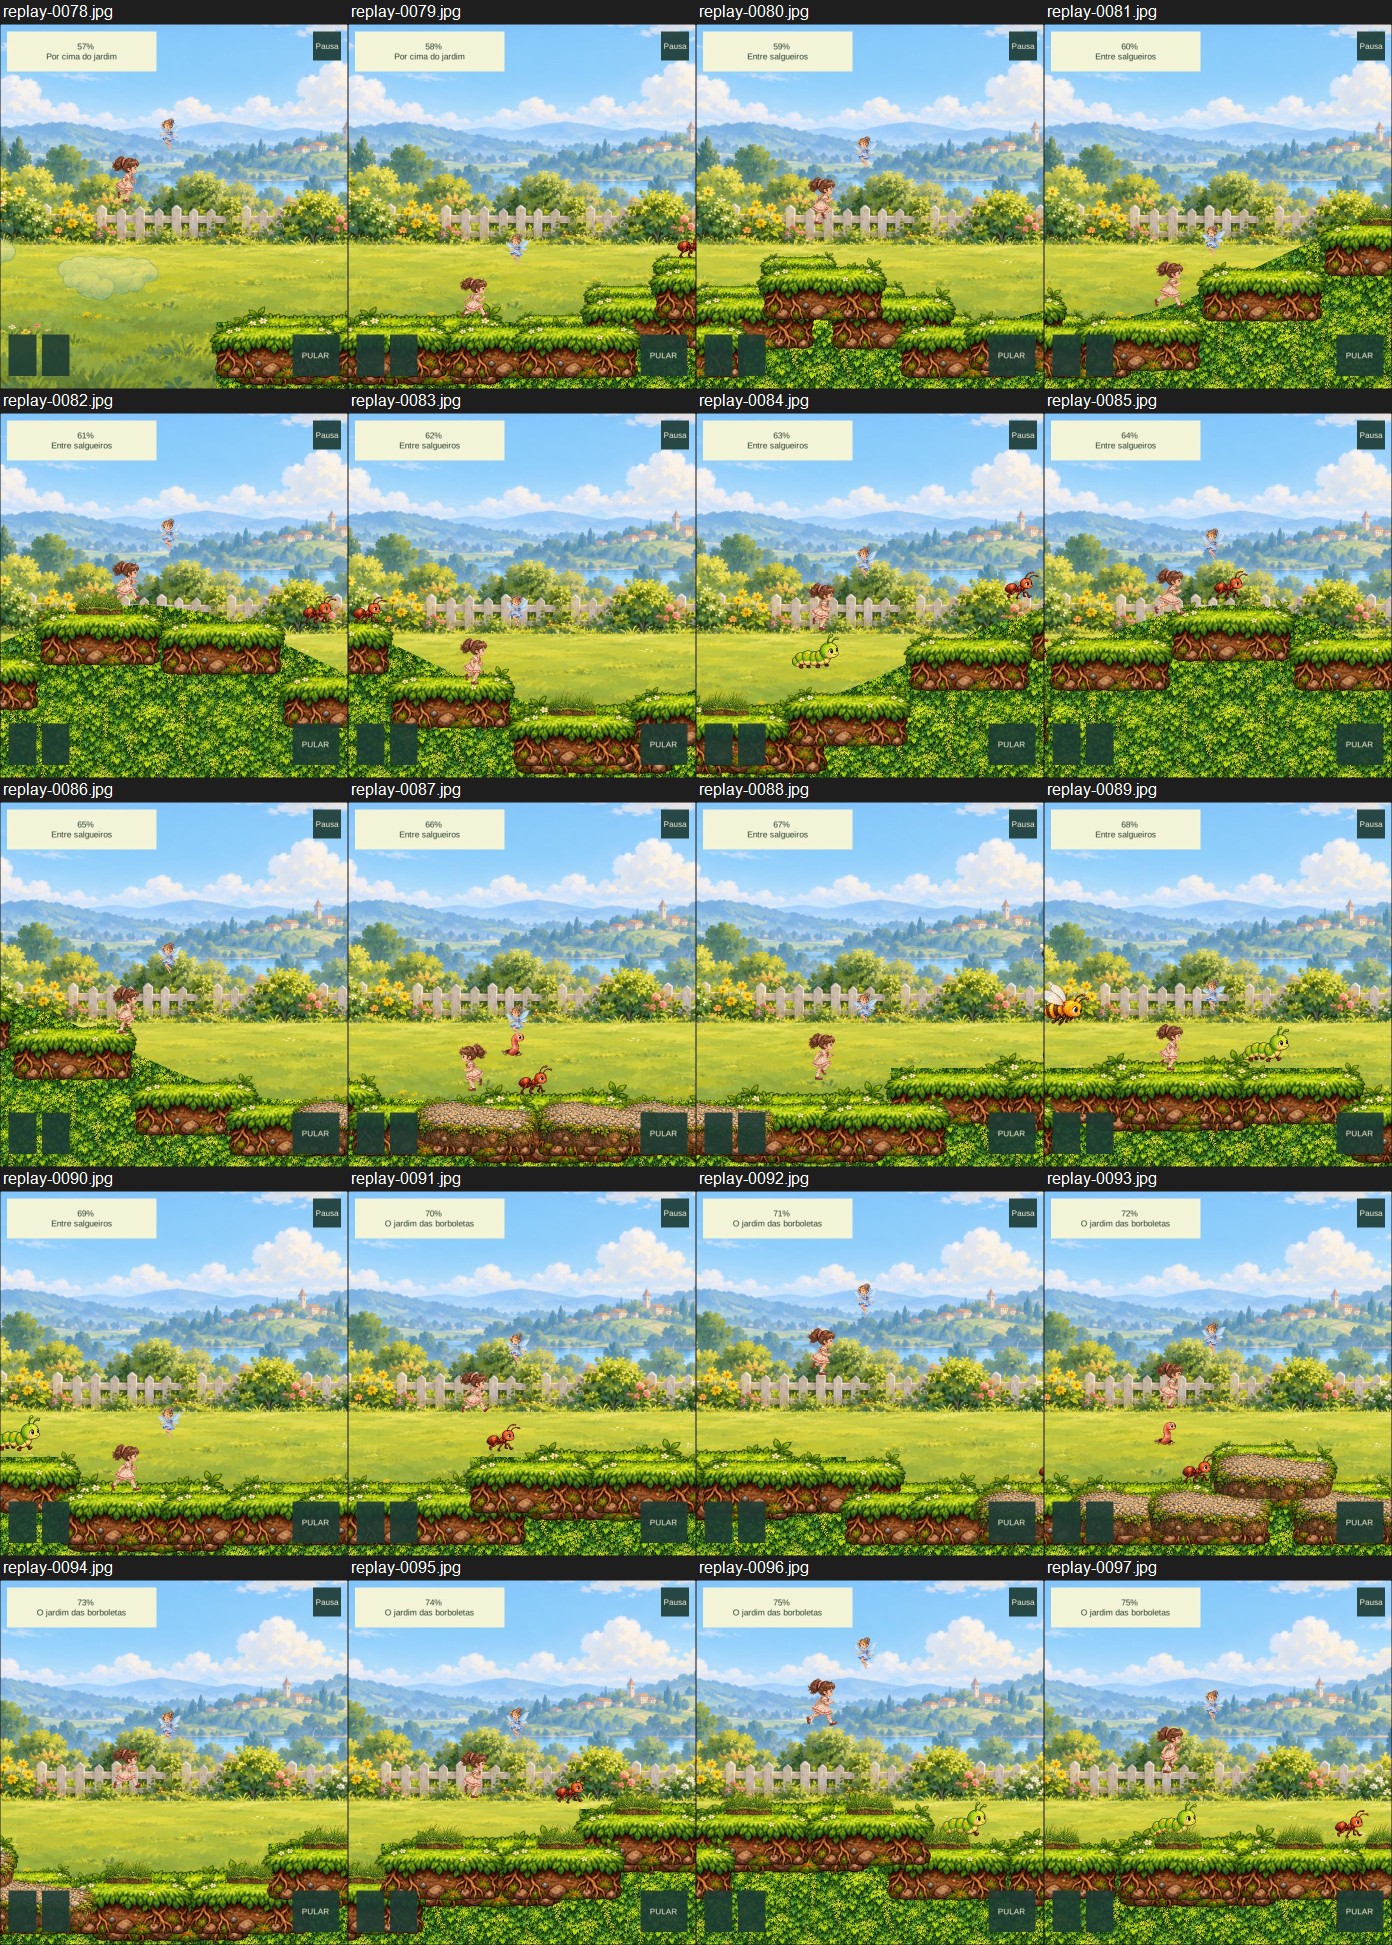 replay-0078.jpg
replay-0079.jpg
replay-0080.jpg
replay-0081.jpg
57%
Por cima do jardim
Pausa
PULAR
58%
Por cima do jardim
Pausa
PULAR
59%
Entre salgueiros
Pausa
PULAR
60%
Entre salgueiros
Pausa
PULAR
replay-0082.jpg
replay-0083.jpg
replay-0084.jpg
replay-0085.jpg
61%
Entre salgueiros
Pausa
PULAR
62%
Entre salgueiros
Pausa
PULAR
63%
Entre salgueiros
Pausa
PULAR
64%
Entre salgueiros
Pausa
PULAR
replay-0086.jpg
replay-0087.jpg
replay-0088.jpg
replay-0089.jpg
65%
Entre salgueiros
Pausa
PULAR
66%
Entre salgueiros
Pausa
PULAR
67%
Entre salgueiros
Pausa
PULAR
68%
Entre salgueiros
Pausa
PULAR
replay-0090.jpg
replay-0091.jpg
replay-0092.jpg
replay-0093.jpg
69%
Entre salgueiros
Pausa
PULAR
70%
O jardim das borboletas
Pausa
PULAR
71%
O jardim das borboletas
Pausa
PULAR
72%
O jardim das borboletas
Pausa
PULAR
replay-0094.jpg
replay-0095.jpg
replay-0096.jpg
replay-0097.jpg
73%
O jardim das borboletas
Pausa
PULAR
74%
O jardim das borboletas
Pausa
PULAR
75%
O jardim das borboletas
Pausa
PULAR
75%
O jardim das borboletas
Pausa
PULAR